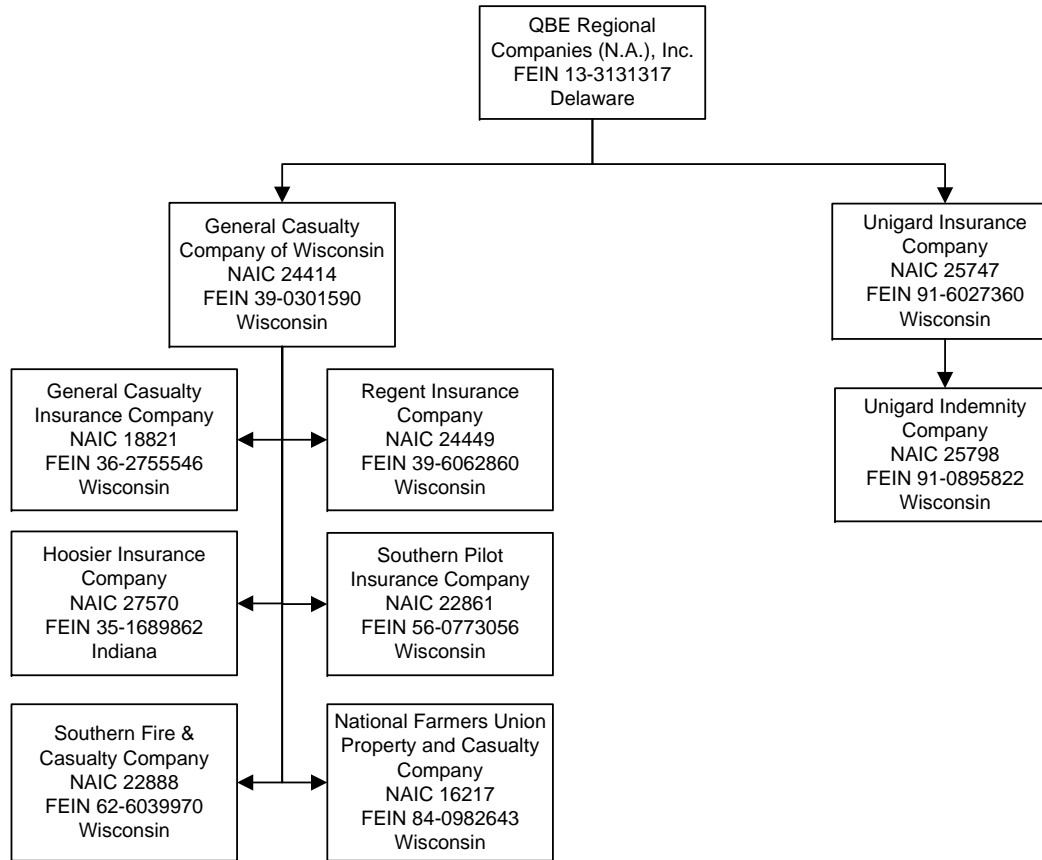 QBE Regional
Companies (N.A.), Inc.
FEIN 13-3131317
Delaware
General Casualty
Company of Wisconsin
NAIC 24414
FEIN 39-0301590
Wisconsin
Unigard Insurance
Company
NAIC 25747
FEIN 91-6027360
Wisconsin
General Casualty
Insurance Company
NAIC 18821
FEIN 36-2755546
Wisconsin
Regent Insurance
Company
NAIC 24449
FEIN 39-6062860
Wisconsin
Unigard Indemnity
Company
NAIC 25798
FEIN 91-0895822
Wisconsin
Hoosier Insurance
Company
NAIC 27570
FEIN 35-1689862
Indiana
Southern Pilot
Insurance Company
NAIC 22861
FEIN 56-0773056
Wisconsin
Southern Fire &
Casualty Company
NAIC 22888
FEIN 62-6039970
Wisconsin
National Farmers Union
Property and Casualty
Company
NAIC 16217
FEIN 84-0982643
Wisconsin